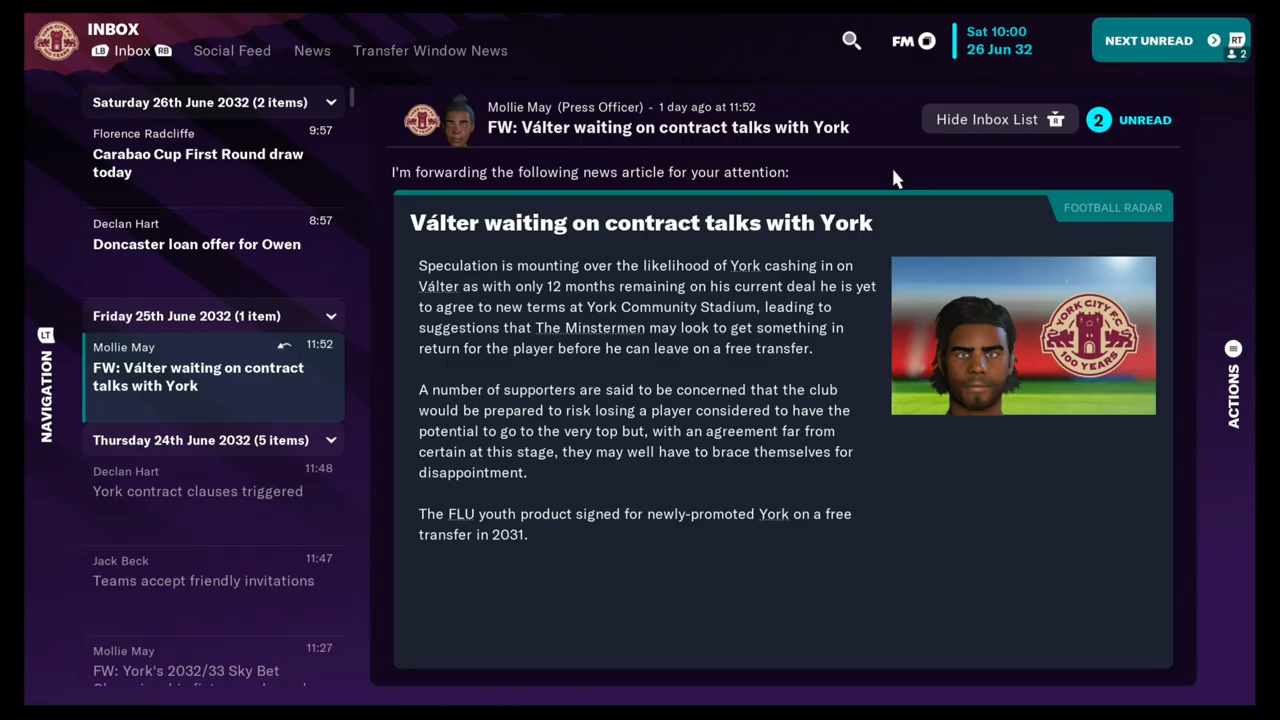 INBOX
LB Inbox RB Social Feed News Transfer Window News
FM
Sat 10:00
26 Jun 32
NEXT UNREAD RT
2
Saturday 26th June 2032 (2 items)
Florence Radcliffe 9:57
Carabao Cup First Round draw
today
Declan Hart 8:57
Doncaster loan offer for Owen
Friday 25th June 2032 (1 item)
Mollie May 11:52
FW: Válter waiting on contract
talks with York
Thursday 24th June 2032 (5 items)
Declan Hart 11:48
York contract clauses triggered
Jack Beck 11:47
Teams accept friendly invitations
Mollie May 11:27
FW: York's 2032/33 Sky Bet
LT
NAVIGATION
Mollie May (Press Officer) - 1 day ago at 11:52
FW: Válter waiting on contract talks with York
Hide Inbox List R
2 UNREAD
I'm forwarding the following news article for your attention:
FOOTBALL RADAR
Válter waiting on contract talks with York
Speculation is mounting over the likelihood of York cashing in on
Válter as with only 12 months remaining on his current deal he is yet
to agree to new terms at York Community Stadium, leading to
suggestions that The Minstermen may look to get something in
return for the player before he can leave on a free transfer.
A number of supporters are said to be concerned that the club
would be prepared to risk losing a player considered to have the
potential to go to the very top but, with an agreement far from
certain at this stage, they may well have to brace themselves for
disappointment.
The FLU youth product signed for newly-promoted York on a free
transfer in 2031.
YORK CITY FC
100 YEARS
ACTIONS